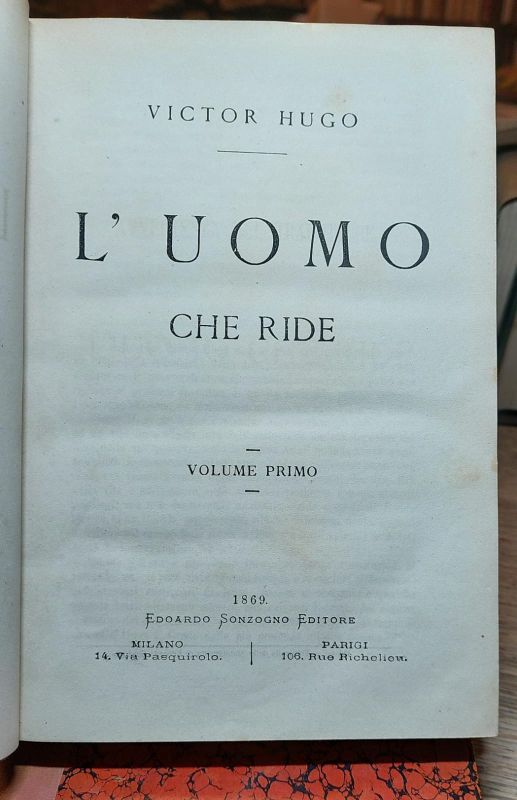 VICTOR HUGO
L' UOMO
CHE RIDE
VOLUME PRIMO
1869.
EDOARDO SONZOGNO EDITORE
MILANO
14. Via Pasquirolo.
PARIGI
106. Rue Richelieu.